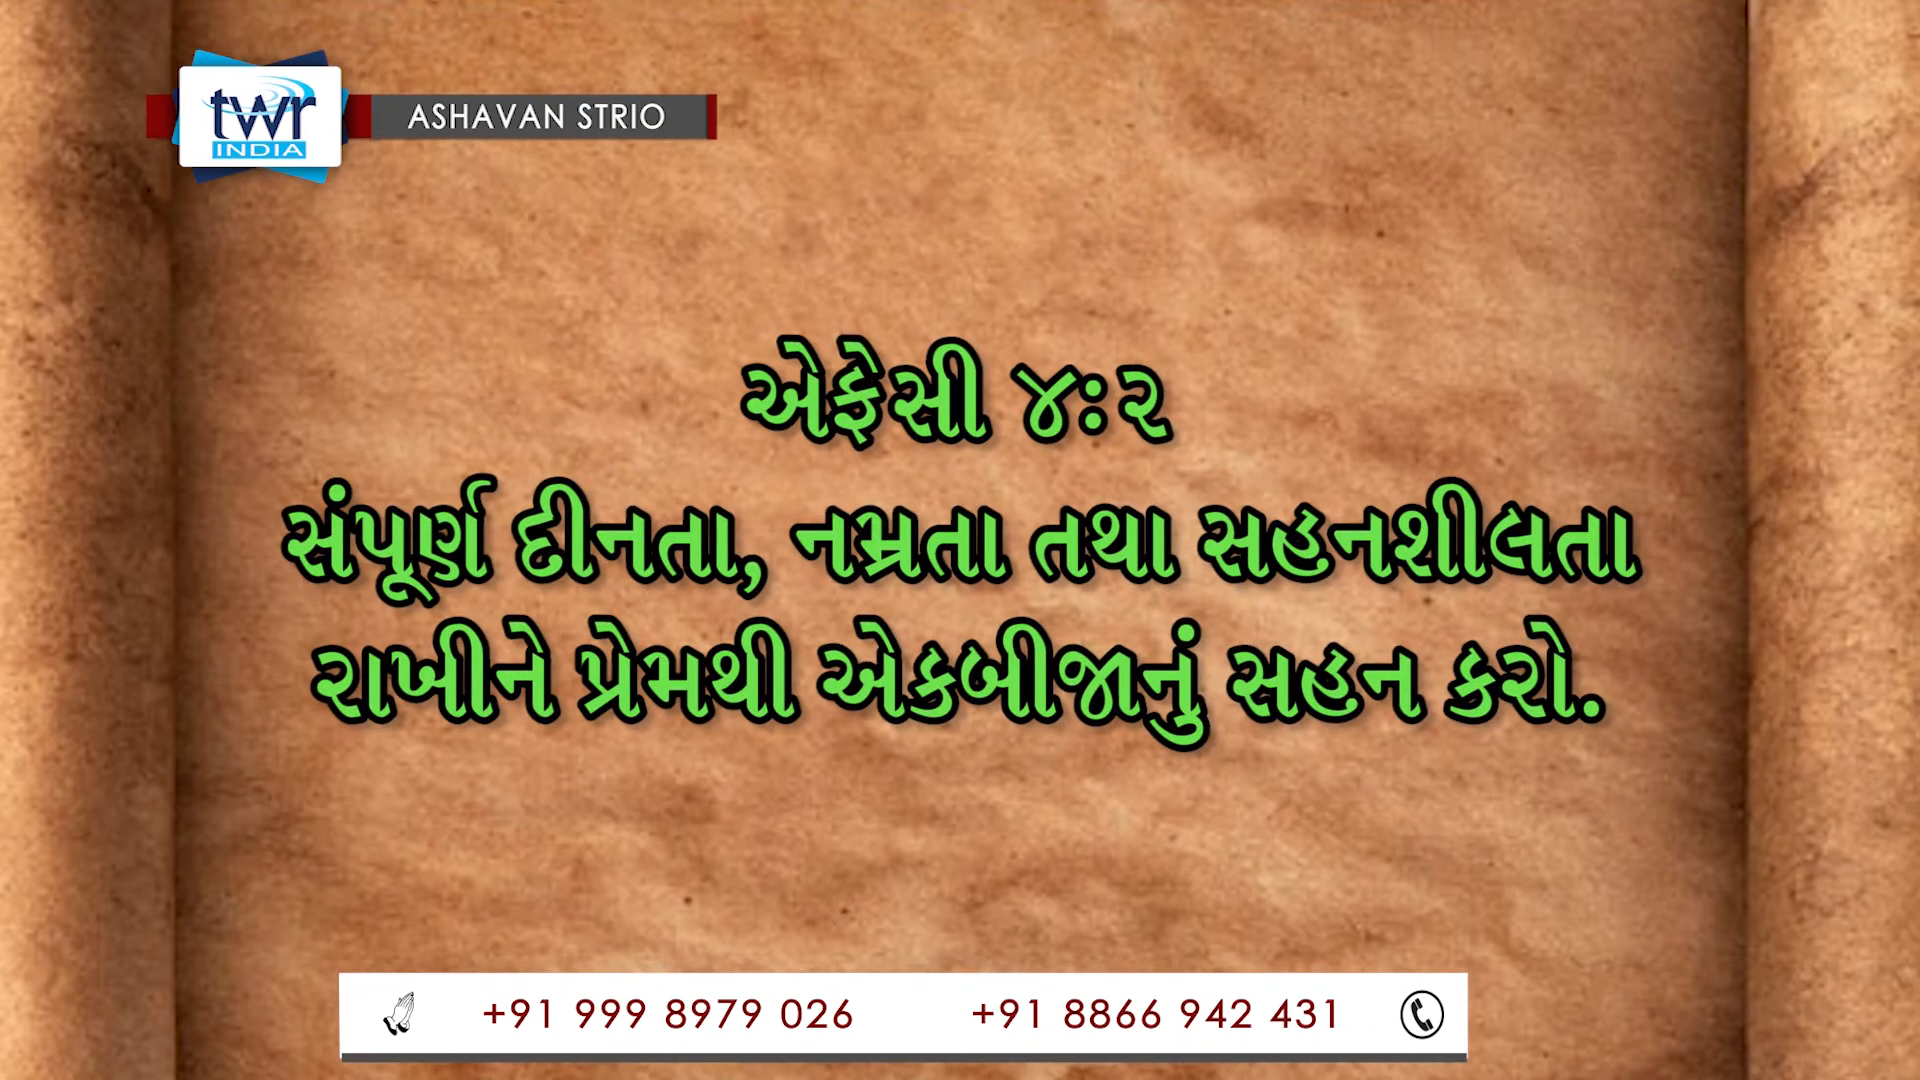 twr
INDIA
ASHAVAN STRIO
એફેસી ૪ઃ૨
સંપૂર્ણ દીનતા, નમ્રતા તથા સહનશીલતા
રાખીને પ્રેમથી એકબીજાનું સહન કરો.
+91 999 8979 026 +91 8866 942 431